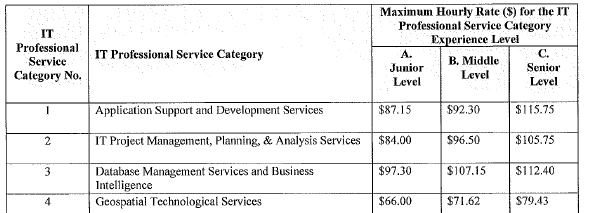 IT Professional Service Category No.
IT Professional Service Category
Maximum Hourly Rate ($) for the IT
Professional Service Category
Experience Level
A. Junior Level
B. Middle Level
C. Senior Level
1 Application Support and Development Services $87.15 $92.30 $115.75
2 IT Project Management, Planning, & Analysis Services $84.00 $96.50 $105.75
3 Database Management Services and Business Intelligence $97.30 $107.15 $112.40
4 Geospatial Technological Services $66.00 $71.62 $79.43